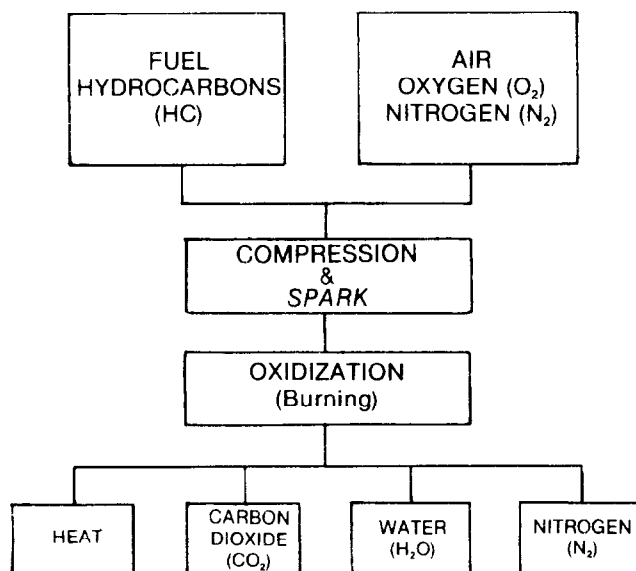 FUEL
HYDROCARBONS
(HC)
AIR
OXYGEN (O₂)
NITROGEN (N₂)
COMPRESSION
&
SPARK
OXIDIZATION
(Burning)
HEAT
CARBON
DIOXIDE
(CO₂)
WATER
(H₂O)
NITROGEN
(N₂)